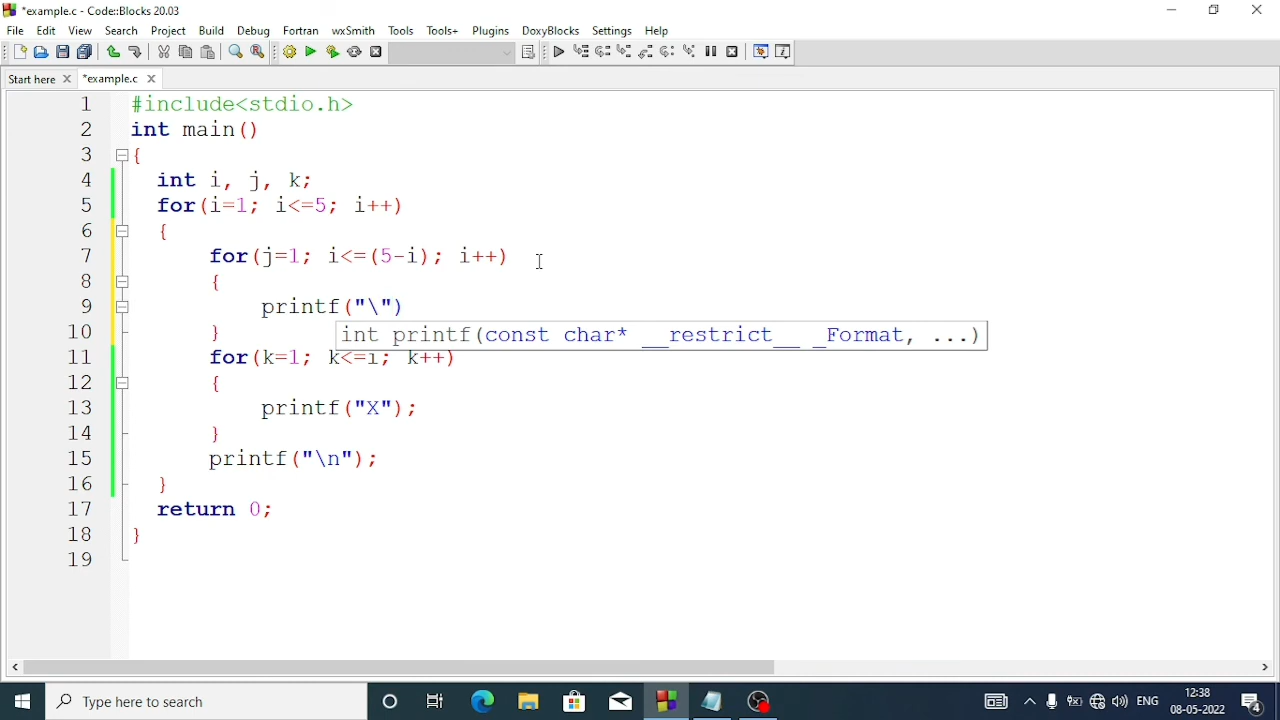 *example.c - Code::Blocks 20.03
File Edit View Search Project Build Debug Fortran wxSmith Tools Tools+ Plugins DoxyBlocks Settings Help
Start here *example.c
1 #include<stdio.h>
2 int main()
3 {
4 int i, j, k;
5 for(i=1; i<=5; i++)
6 {
7 for(j=1; i<=(5-i); i++)
8 {
9 printf("\")
10 }
int printf(const char* __restrict__ _Format, ...)
11 for(k=1; k<=i; k++)
12 {
13 printf("X");
14 }
15 printf("\n");
16 }
17 return 0;
18 }
19
Type here to search
ENG
12:38
08-05-2022
4